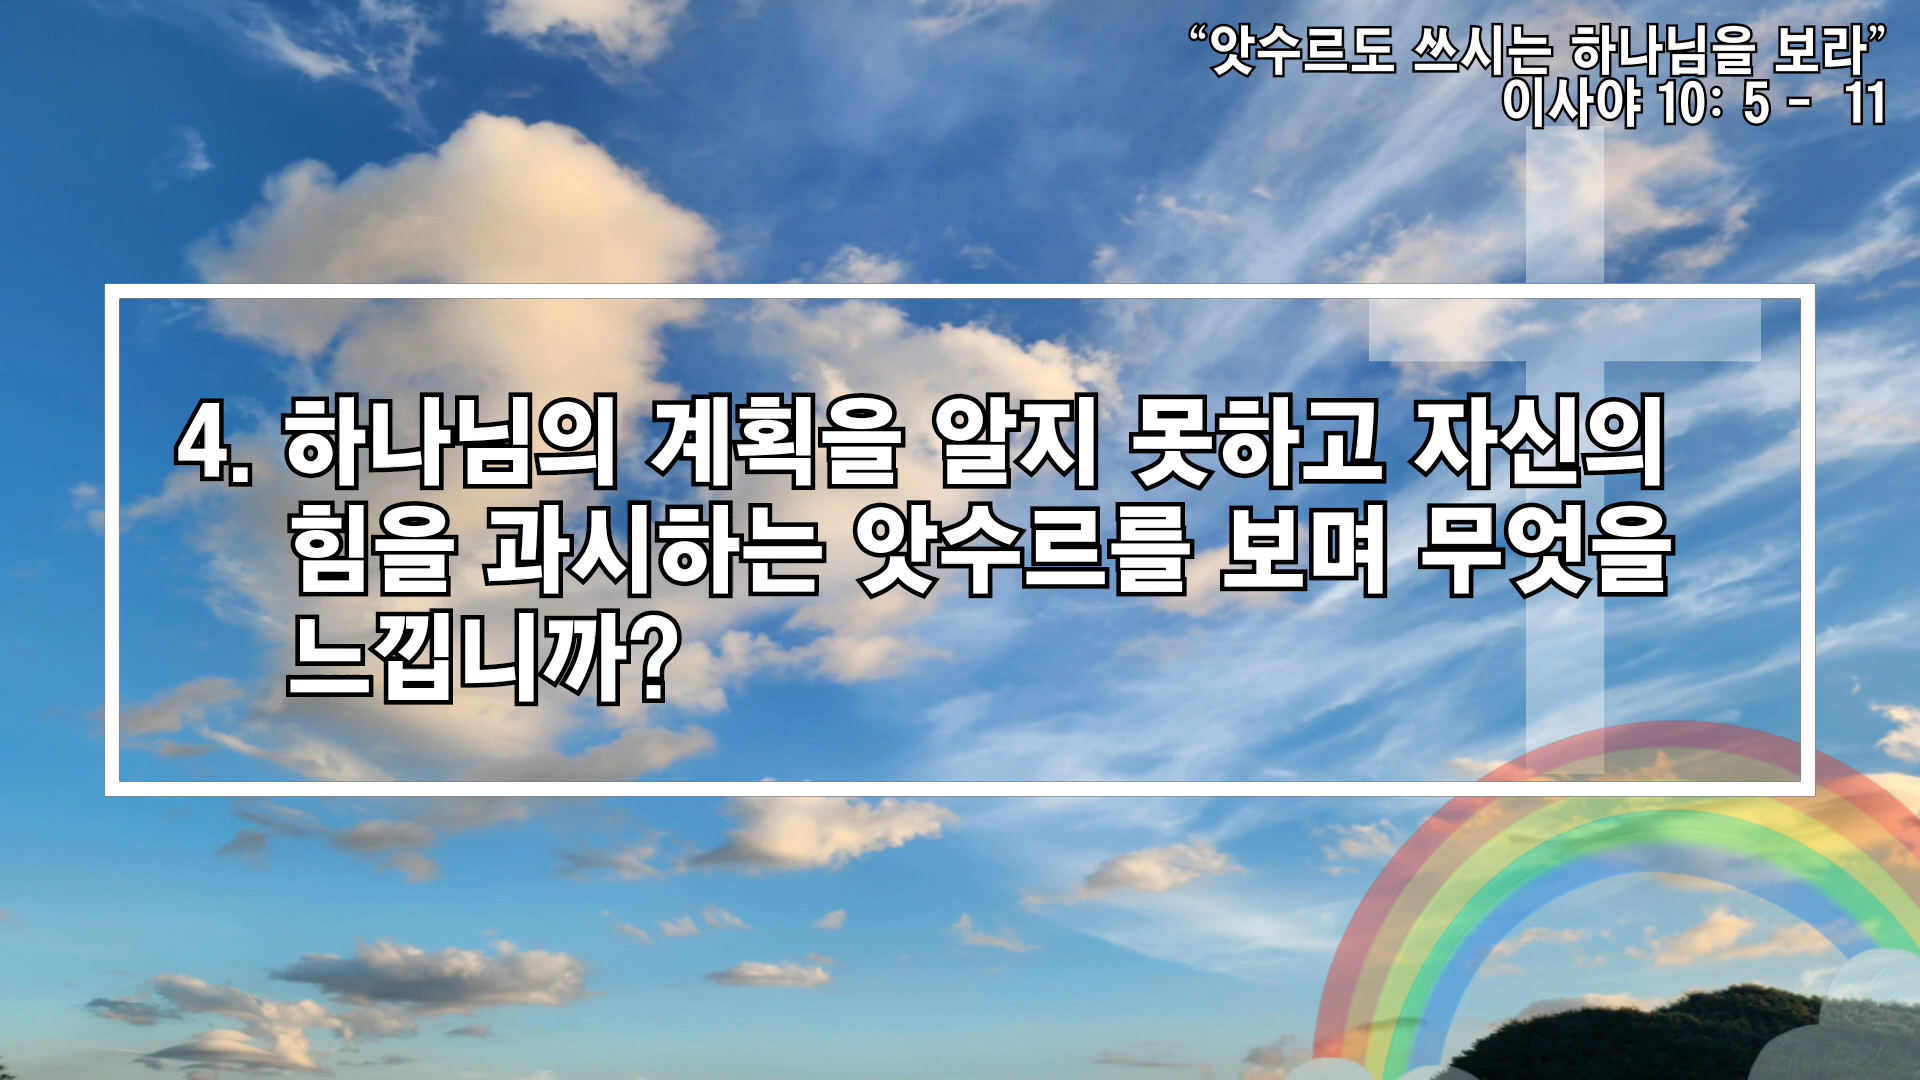 “앗수르도 쓰시는 하나님을 보라”
이사야 10: 5 - 11
4. 하나님의 계획을 알지 못하고 자신의
힘을 과시하는 앗수르를 보며 무엇을
느낍니까?